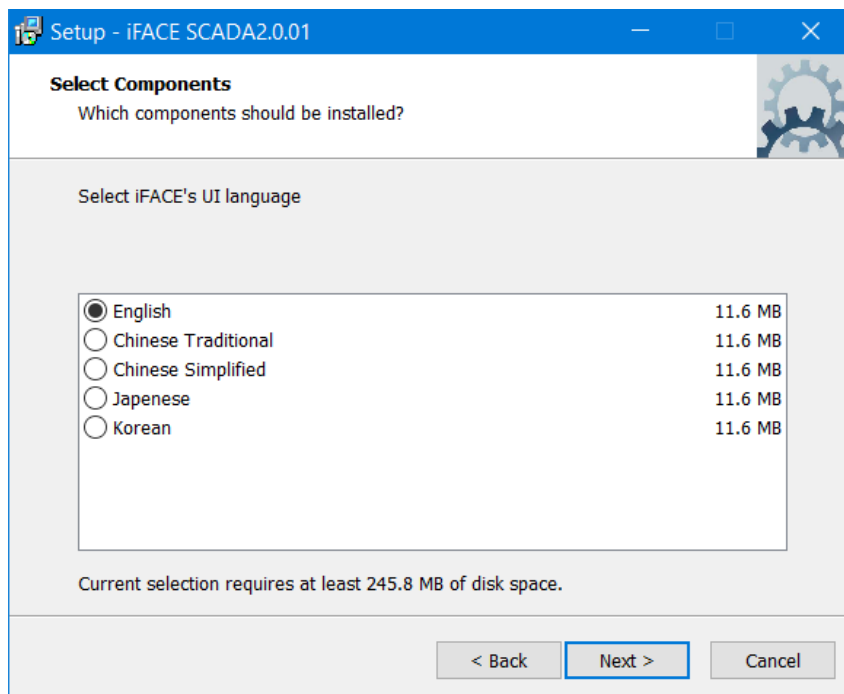 Setup - iFACE SCADA2.0.01
Select Components
Which components should be installed?
Select iFACE's UI language
English 11.6 MB
Chinese Traditional 11.6 MB
Chinese Simplified 11.6 MB
Japenese 11.6 MB
Korean 11.6 MB
Current selection requires at least 245.8 MB of disk space.
< Back Next > Cancel